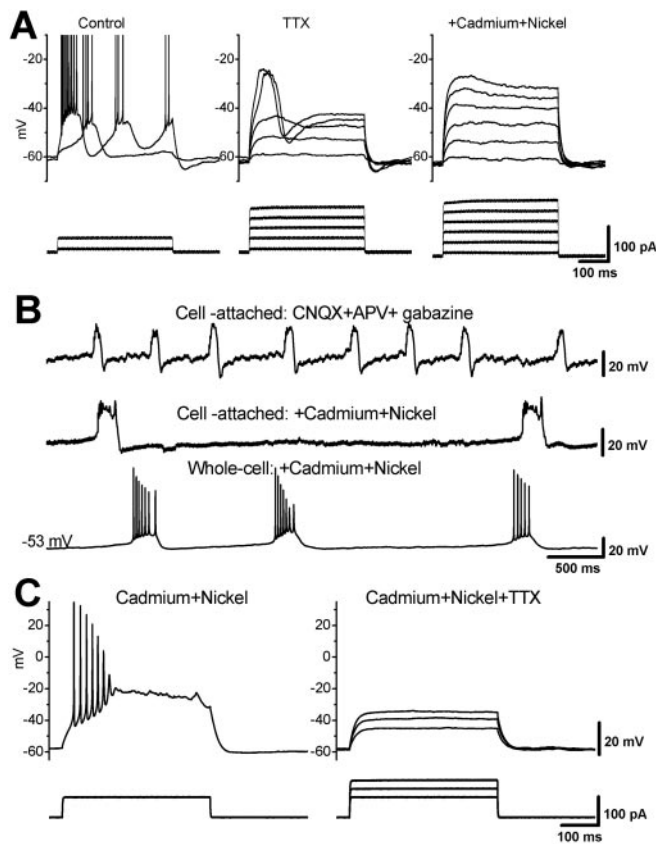 A
Control
TTX
+Cadmium+Nickel
-20
-40
-60
mV
-20
-40
-60
-20
-40
-60
100 pA
100 ms
B
Cell -attached: CNQX+APV+ gabazine
20 mV
Cell -attached: +Cadmium+Nickel
20 mV
Whole-cell: +Cadmium+Nickel
-53 mV
20 mV
500 ms
C
Cadmium+Nickel
Cadmium+Nickel+TTX
20
0
-20
-40
-60
mV
20
0
-20
-40
-60
20 mV
100 pA
100 ms